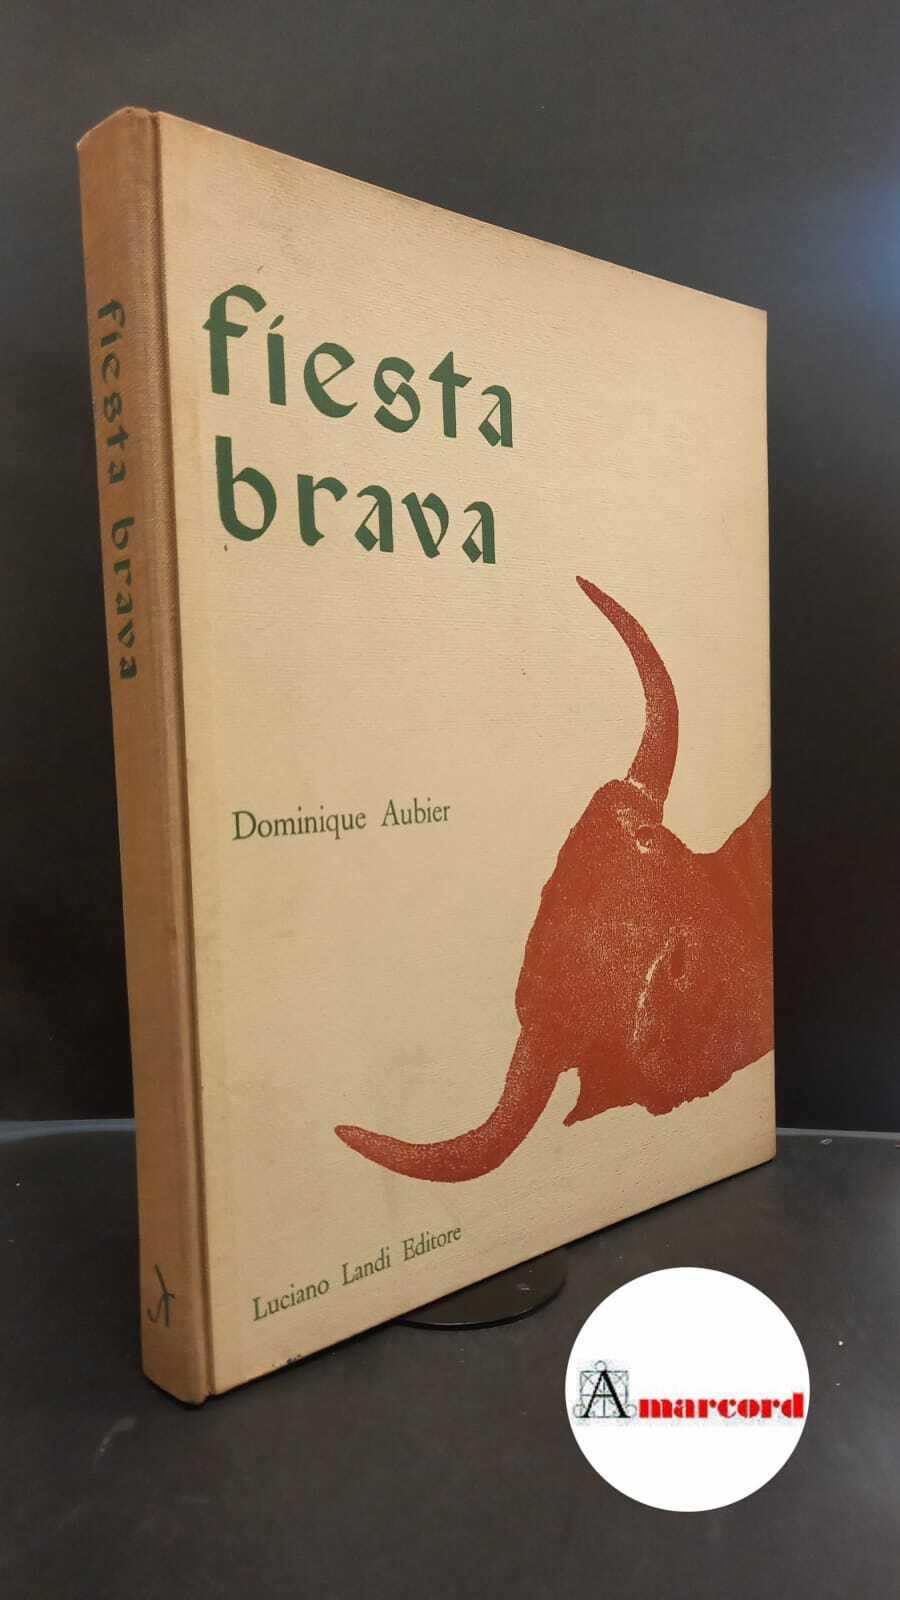 fiesta brava
fiesta
brava
Dominique Aubier
Luciano Landi Editore
Amarcord